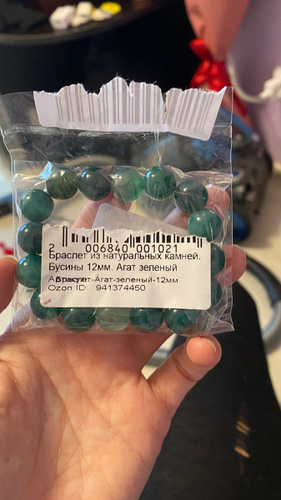 2 006840 001021
Браслет из натуральных камней.
Бусины 12мм. Агат зеленый
Браслет-Агат-зеленый-12мм
Ozon ID: 941374450